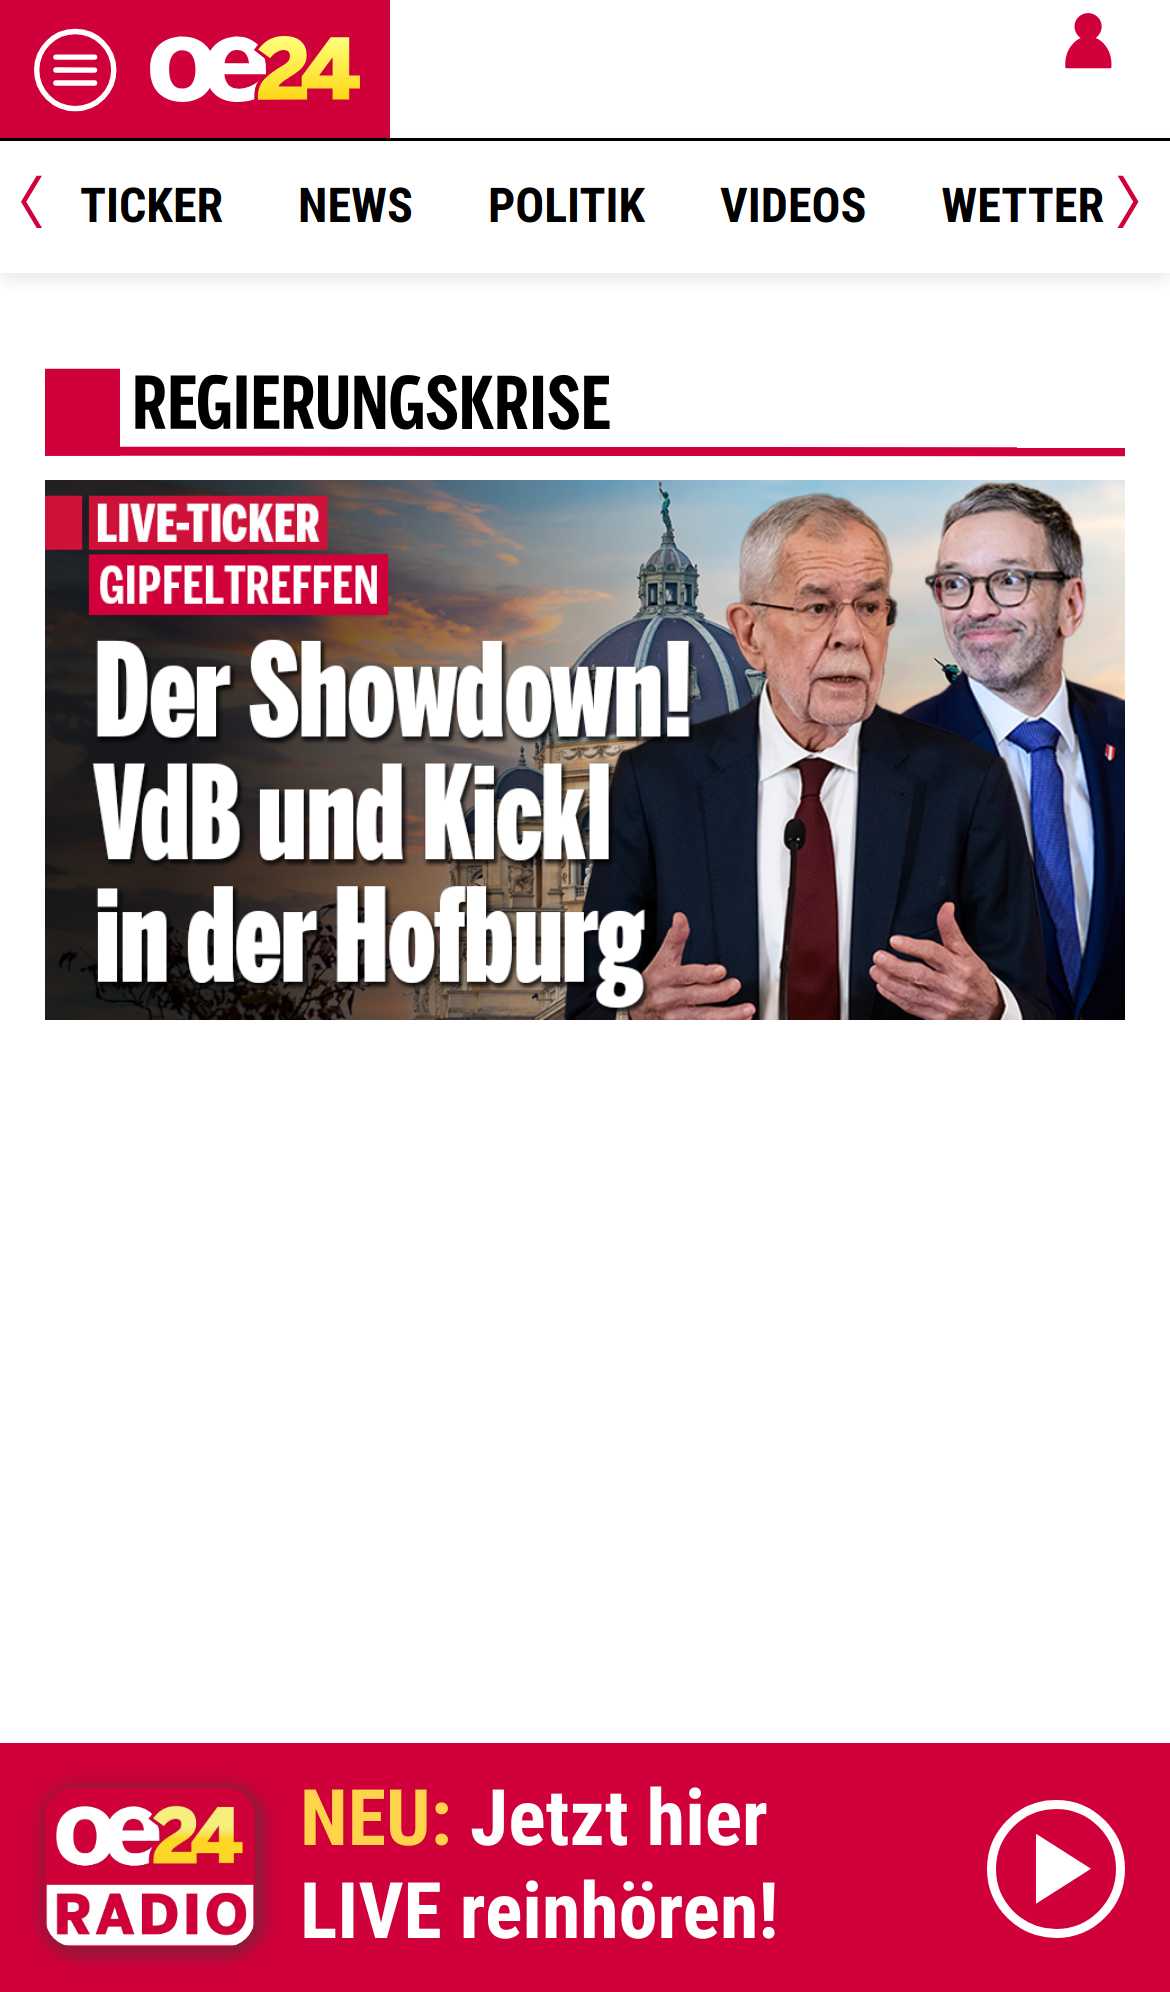 oe24
TICKER NEWS POLITIK VIDEOS WETTER
REGIERUNGSKRISE
LIVE-TICKER
GIPFELTREFFEN
Der Showdown!
VdB und Kickl
in der Hofburg
oe24
RADIO
NEU: Jetzt hier
LIVE reinhören!